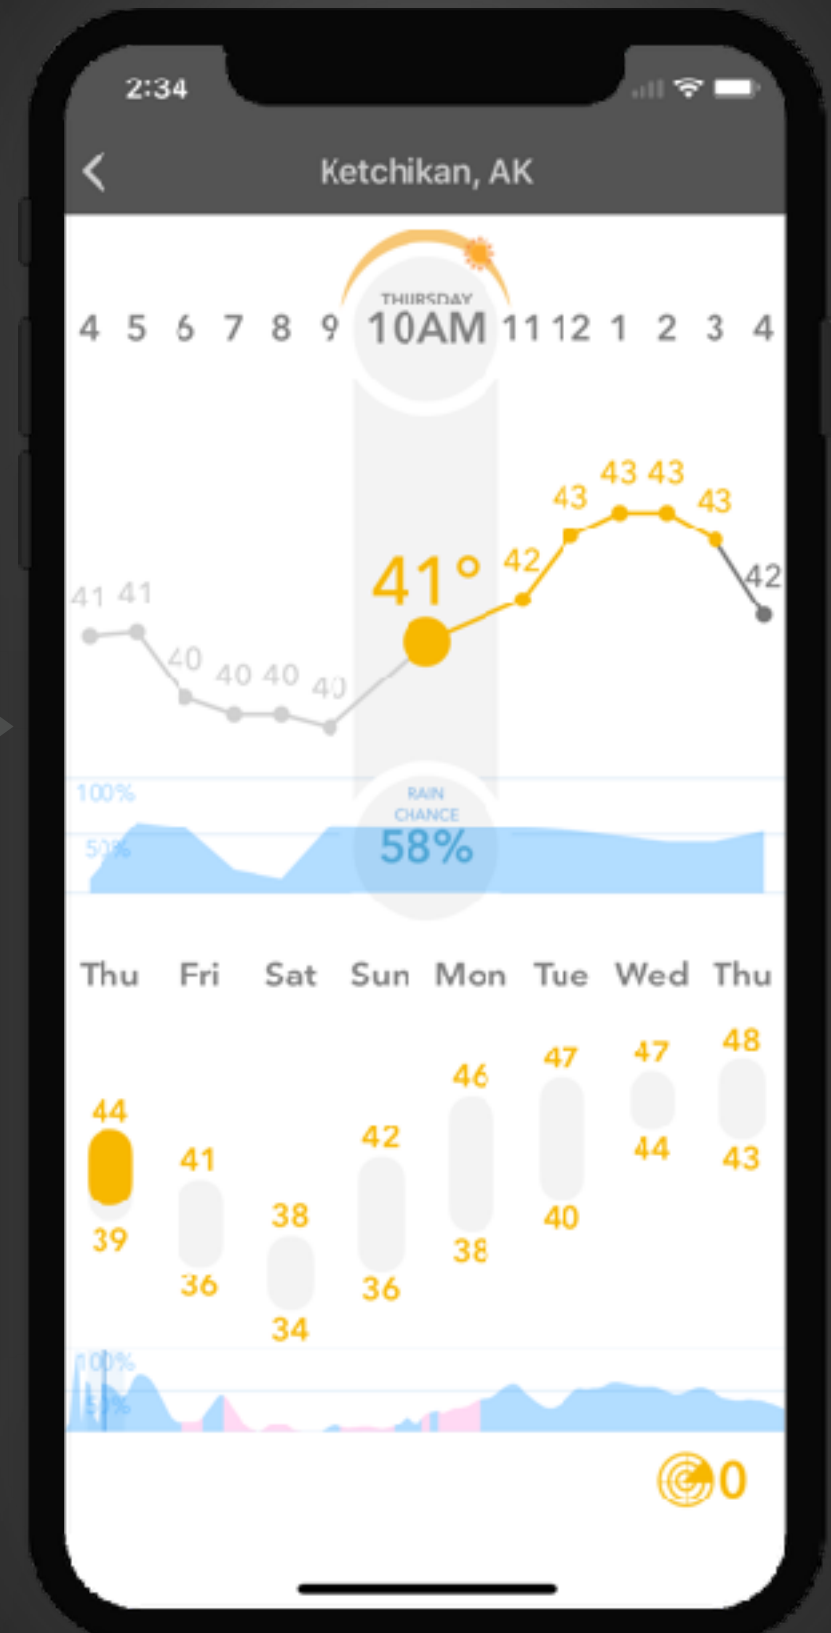 2:34
Ketchikan, AK
THURSDAY
4 5 6 7 8 9 10AM 11 12 1 2 3 4
43 43
43 43
41° 42 42
41 41
40 40 40 40
100%
RAIN
CHANCE
50% 58%
Thu Fri Sat Sun Mon Tue Wed Thu
44 41 38 42 46 47 47 48
39 36 34 36 38 40 44 43
100%
50%
0